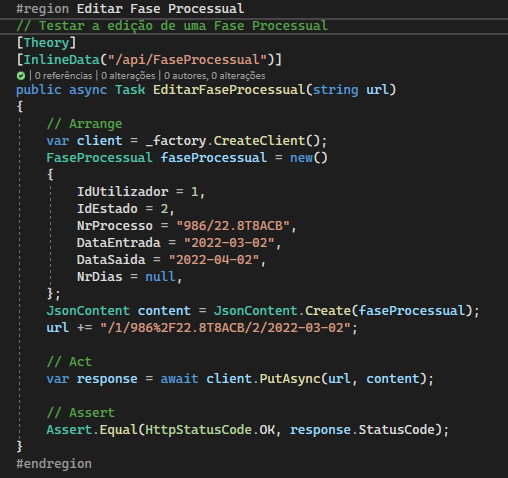 #region Editar Fase Processual
// Testar a edição de uma Fase Processual
[Theory]
[InlineData("/api/FaseProcessual")]
| 0 referências | 0 alterações | 0 autores, 0 alterações
public async Task EditarFaseProcessual(string url)
{
// Arrange
var client = _factory.CreateClient();
FaseProcessual faseProcessual = new()
{
IdUtilizador = 1,
IdEstado = 2,
NrProcesso = "986/22.8T8ACB",
DataEntrada = "2022-03-02",
DataSaida = "2022-04-02",
NrDias = null,
};
JsonContent content = JsonContent.Create(faseProcessual);
url += "/1/986%2F22.8T8ACB/2/2022-03-02";
// Act
var response = await client.PutAsync(url, content);
// Assert
Assert.Equal(HttpStatusCode.OK, response.StatusCode);
}
#endregion